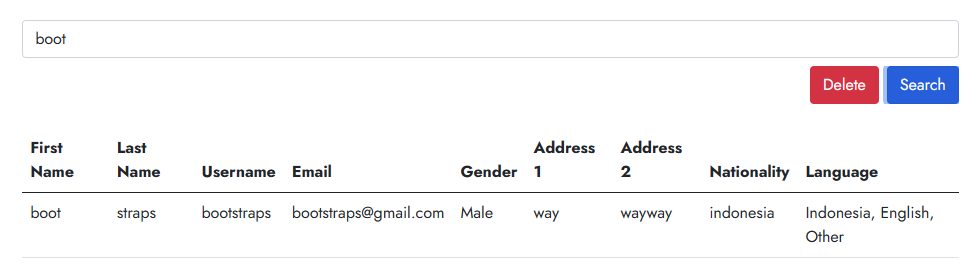 boot
Delete Search
First Name Last Name Username Email Gender Address 1 Address 2 Nationality Language
boot straps bootstraps bootstraps@gmail.com Male way wayway indonesia Indonesia, English,
Other